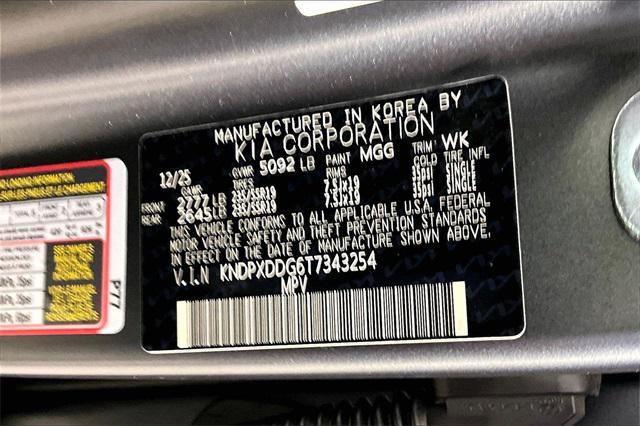 MANUFACTURED IN KOREA BY
KIA CORPORATION
12/25 GVWR 5092 LB PAINT MGG TRIM WK
GAWR TIRES RIMS COLD TIRE INFL
FRONT 2777 LB 235/55R19 7.5JX19 35psi SINGLE
REAR 2645 LB 235/55R19 7.5JX19 35psi SINGLE
THIS VEHICLE CONFORMS TO ALL APPLICABLE U.S.A. FEDERAL
MOTOR VEHICLE SAFETY AND THEFT PREVENTION STANDARDS
IN EFFECT ON THE DATE OF MANUFACTURE SHOWN ABOVE.
V.I.N KNDPXDDG6T7343254
MPV
P77